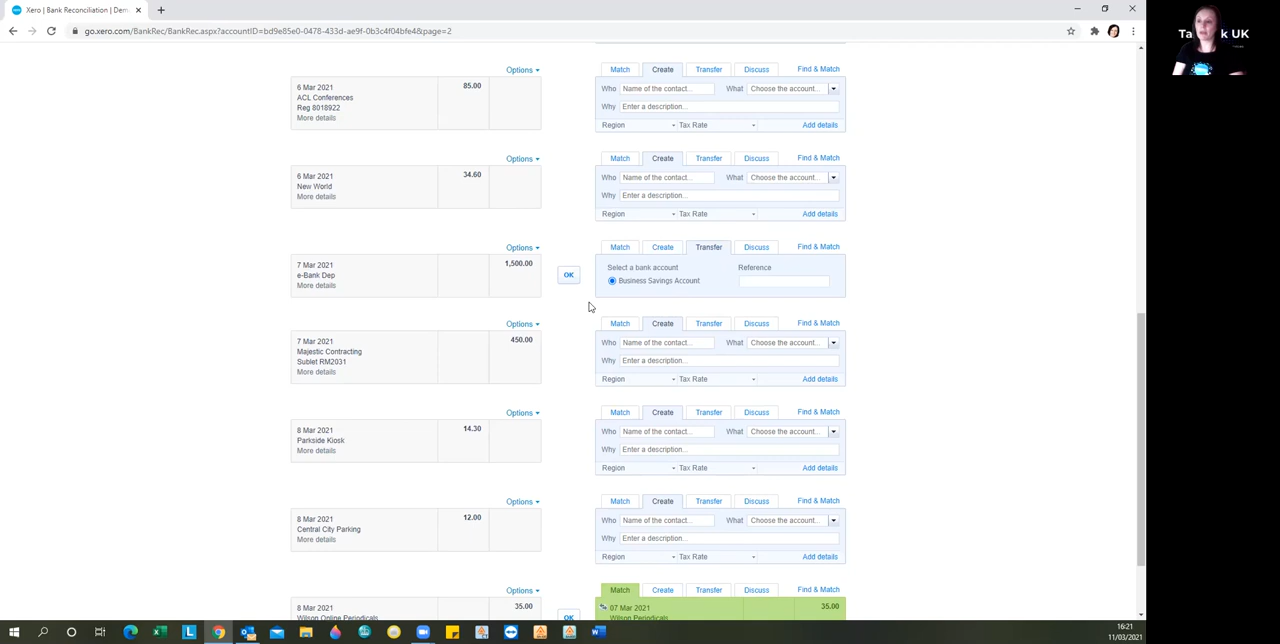 Xero | Bank Reconciliation | Dem
go.xero.com/BankRec/BankRec.aspx?accountID=bd9e85e0-0478-433d-ae9f-0b3c4f04bfe4&page=2
UK
Options
6 Mar 2021
ACL Conferences
Reg 8018922
More details
85.00
Match Create Transfer Discuss Find & Match
Who Name of the contact... What Choose the account...
Why Enter a description...
Region Tax Rate Add details
Options
6 Mar 2021
New World
More details
34.60
Match Create Transfer Discuss Find & Match
Who Name of the contact... What Choose the account...
Why Enter a description...
Region Tax Rate Add details
Options
7 Mar 2021
e-Bank Dep
More details
1,500.00
OK
Match Create Transfer Discuss Find & Match
Select a bank account Reference
Business Savings Account
Options
7 Mar 2021
Majestic Contracting
Sublet RM2031
More details
450.00
Match Create Transfer Discuss Find & Match
Who Name of the contact... What Choose the account...
Why Enter a description...
Region Tax Rate Add details
Options
8 Mar 2021
Parkside Kiosk
More details
14.30
Match Create Transfer Discuss Find & Match
Who Name of the contact... What Choose the account...
Why Enter a description...
Region Tax Rate Add details
Options
8 Mar 2021
Central City Parking
More details
12.00
Match Create Transfer Discuss Find & Match
Who Name of the contact... What Choose the account...
Why Enter a description...
Region Tax Rate Add details
Options
8 Mar 2021
Wilson Online Periodicals
35.00
OK
Match Create Transfer Discuss Find & Match
07 Mar 2021 35.00
Wilson Periodicals
16:21
11/03/2021